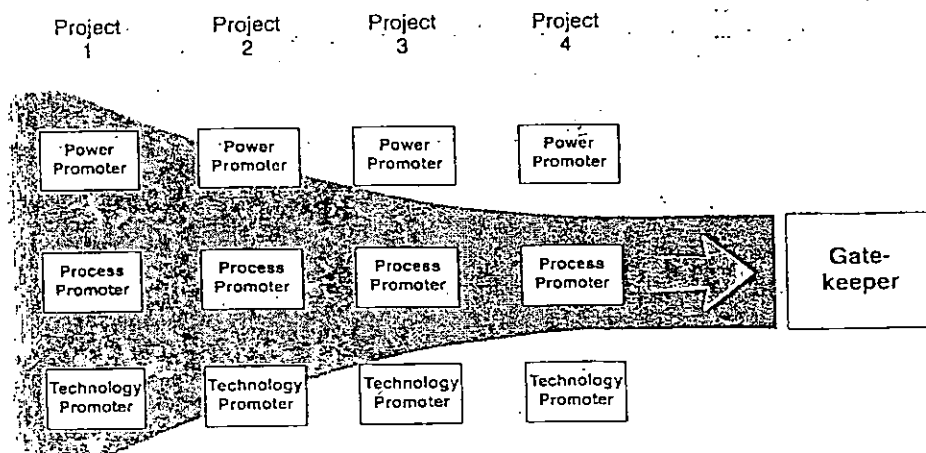 Project
1
Project
2
Project
3
Project
4
...
Power
Promoter
Power
Promoter
Power
Promoter
Power
Promoter
Process
Promoter
Process
Promoter
Process
Promoter
Process
Promoter
Gate-
keeper
Technology
Promoter
Technology
Promoter
Technology
Promoter
Technology
Promoter